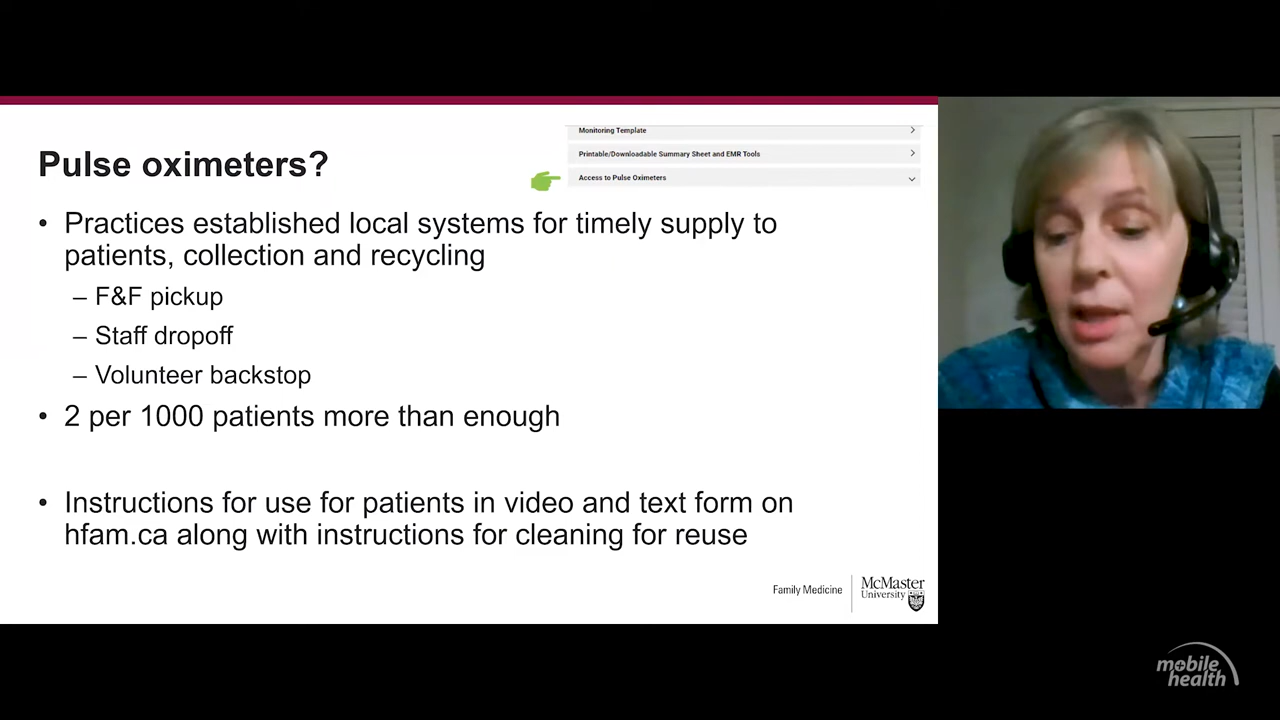 Monitoring Template
Printable/Downloadable Summary Sheet and EMR Tools
Access to Pulse Oximeters
Pulse oximeters?
• Practices established local systems for timely supply to
patients, collection and recycling
– F&F pickup
– Staff dropoff
– Volunteer backstop
• 2 per 1000 patients more than enough
• Instructions for use for patients in video and text form on
hfam.ca along with instructions for cleaning for reuse
Family Medicine
McMaster
University
mobile
health